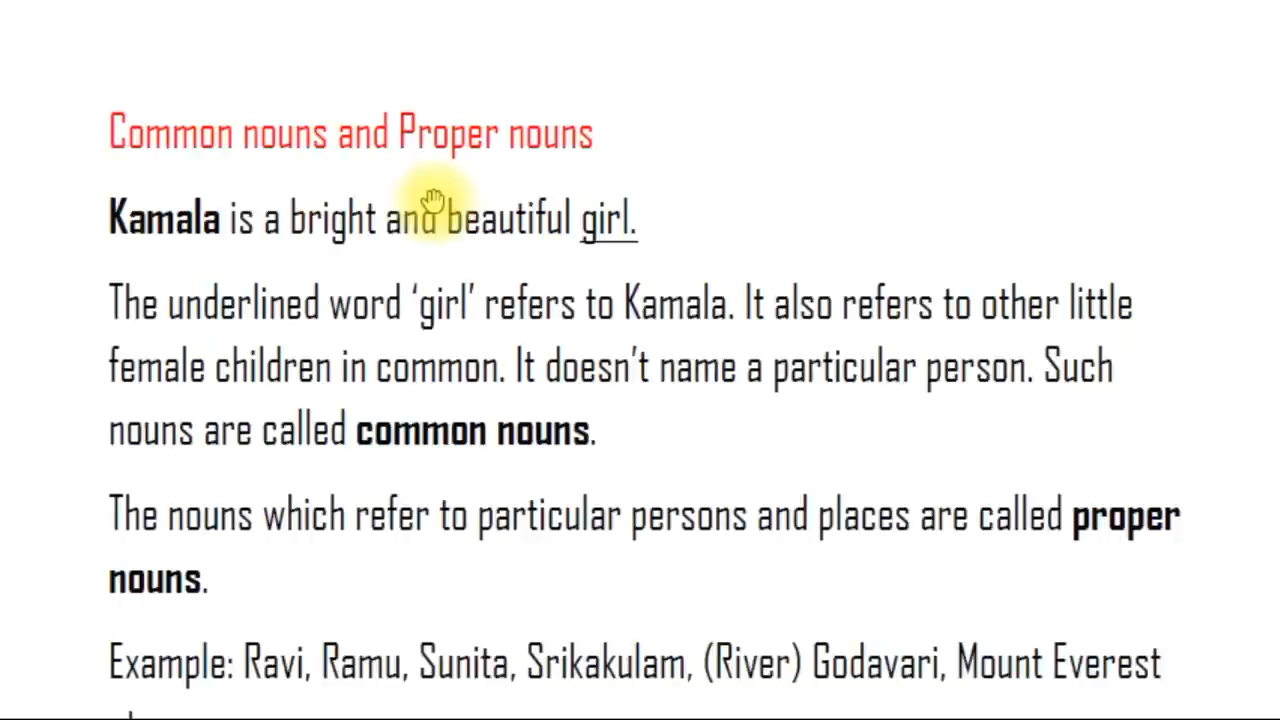 Common nouns and Proper nouns
Kamala is a bright and beautiful girl.
The underlined word ‘girl’ refers to Kamala. It also refers to other little
female children in common. It doesn’t name a particular person. Such
nouns are called common nouns.
The nouns which refer to particular persons and places are called proper
nouns.
Example: Ravi, Ramu, Sunita, Srikakulam, (River) Godavari, Mount Everest